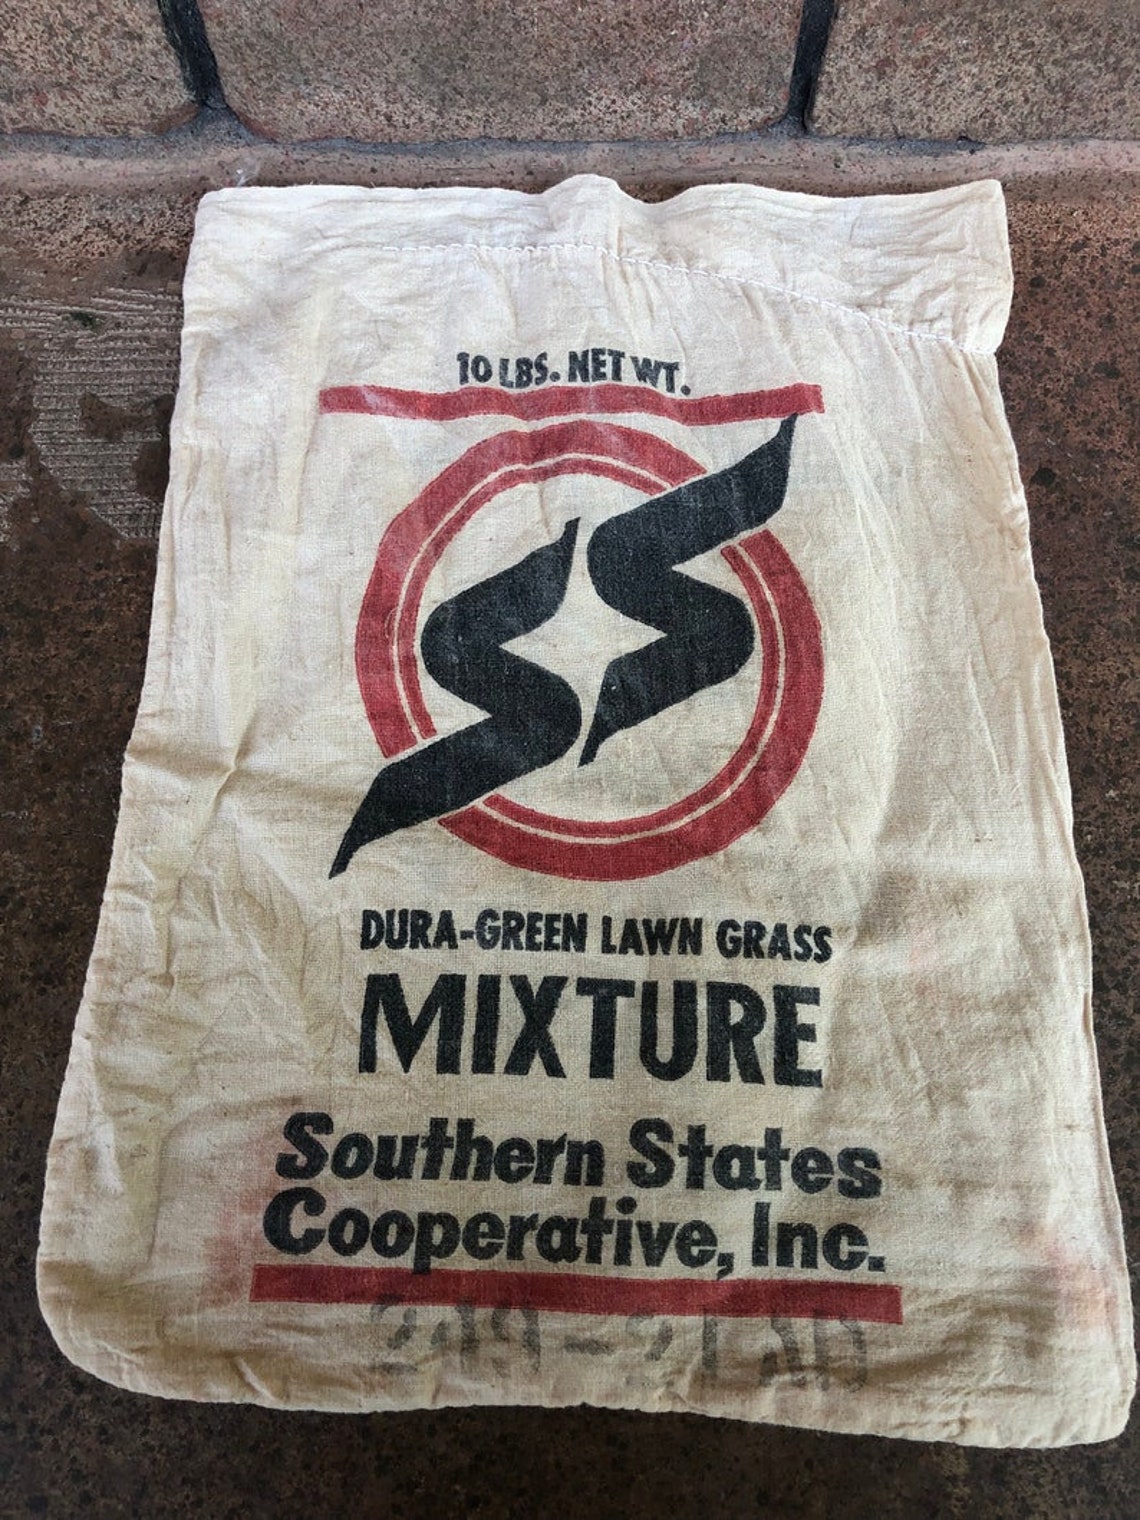 10 LBS. NET WT.
SS
DURA-GREEN LAWN GRASS
MIXTURE
Southern States
Cooperative, Inc.